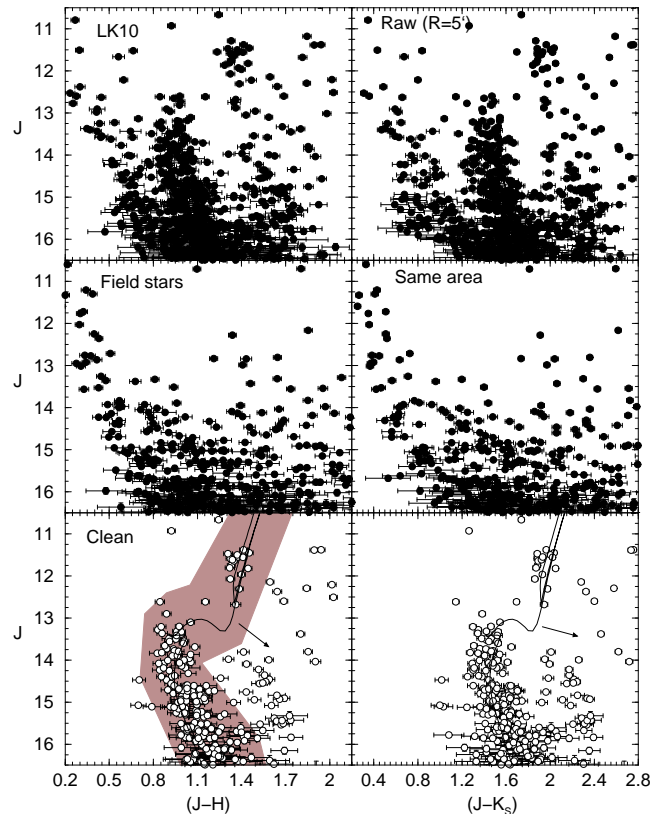 LK10
Raw (R=5')
11
12
13
14
15
16
J
Field stars
Same area
11
12
13
14
15
16
J
Clean
11
12
13
14
15
16
J
0.2 0.5 0.8 1.1 1.4 1.7 2
0.4 0.8 1.2 1.6 2 2.4 2.8
(J−H)
(J−K_S)